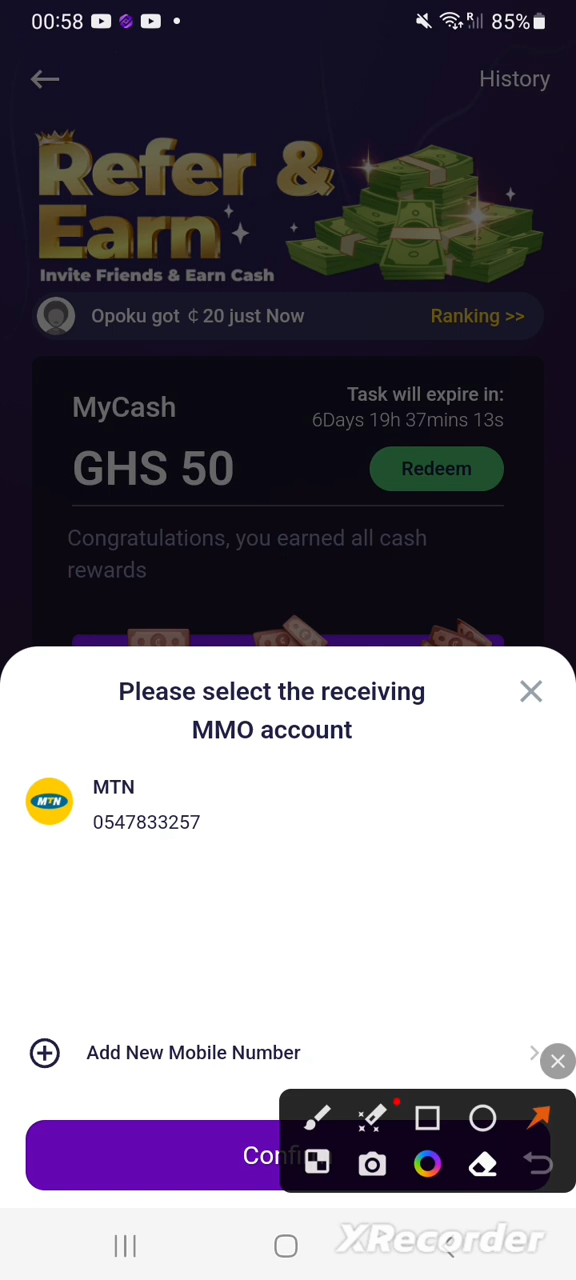 00:58
R
85%
History
Refer &
Earn
Invite Friends & Earn Cash
Opoku got ₵ 20 just Now
Ranking >>
Task will expire in:
MyCash
6Days 19h 37mins 13s
GHS 50
Redeem
Congratulations, you earned all cash
rewards
Please select the receiving
MMO account
MTN
MTN
0547833257
Add New Mobile Number
XRecorder